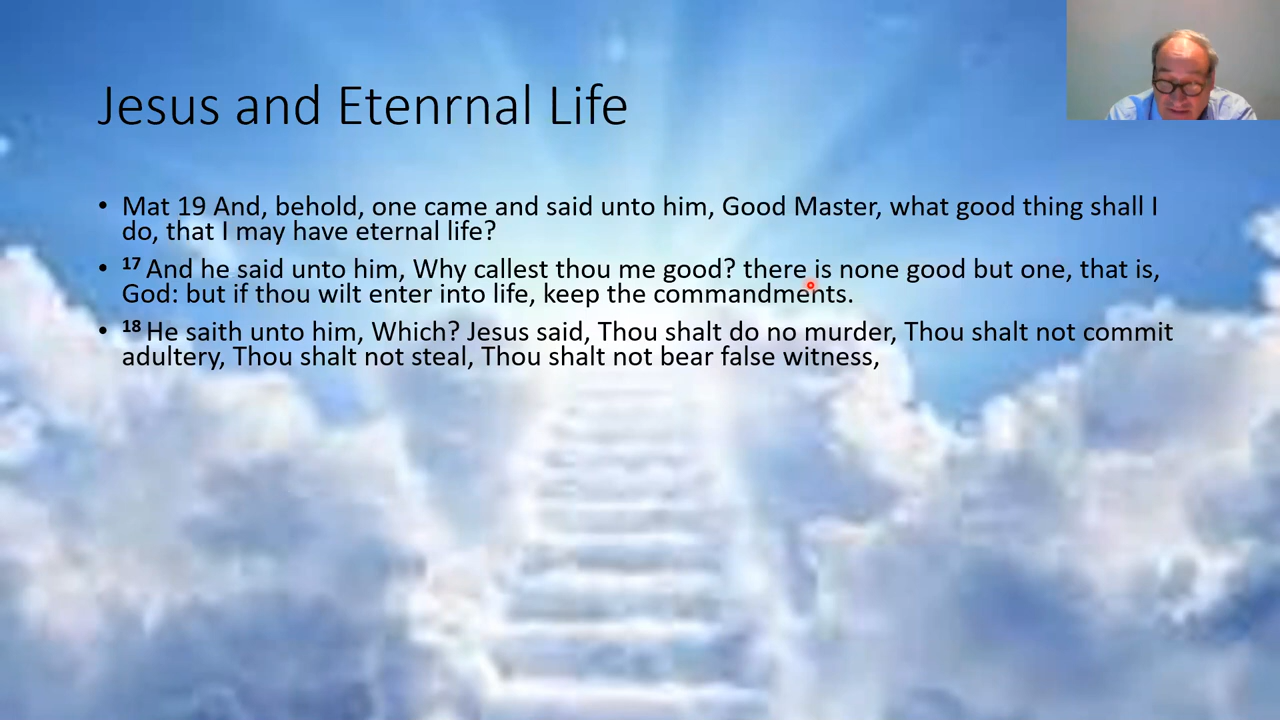 Jesus and Etenrnal Life
• Mat 19 And, behold, one came and said unto him, Good Master, what good thing shall I
do, that I may have eternal life?
• 17 And he said unto him, Why callest thou me good? there is none good but one, that is,
God: but if thou wilt enter into life, keep the commandments.
• 18 He saith unto him, Which? Jesus said, Thou shalt do no murder, Thou shalt not commit
adultery, Thou shalt not steal, Thou shalt not bear false witness,